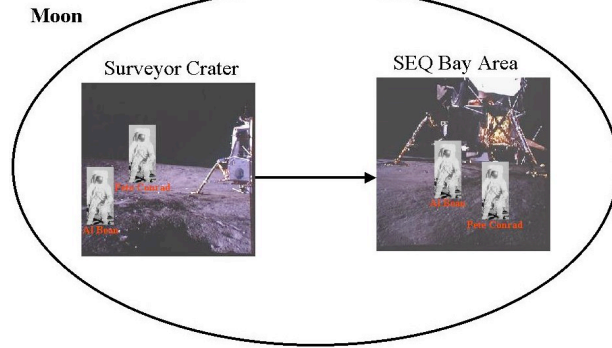 Moon
Surveyor Crater
SEQ Bay Area
Pete Conrad
Al Bean
Al Bean
Pete Conrad